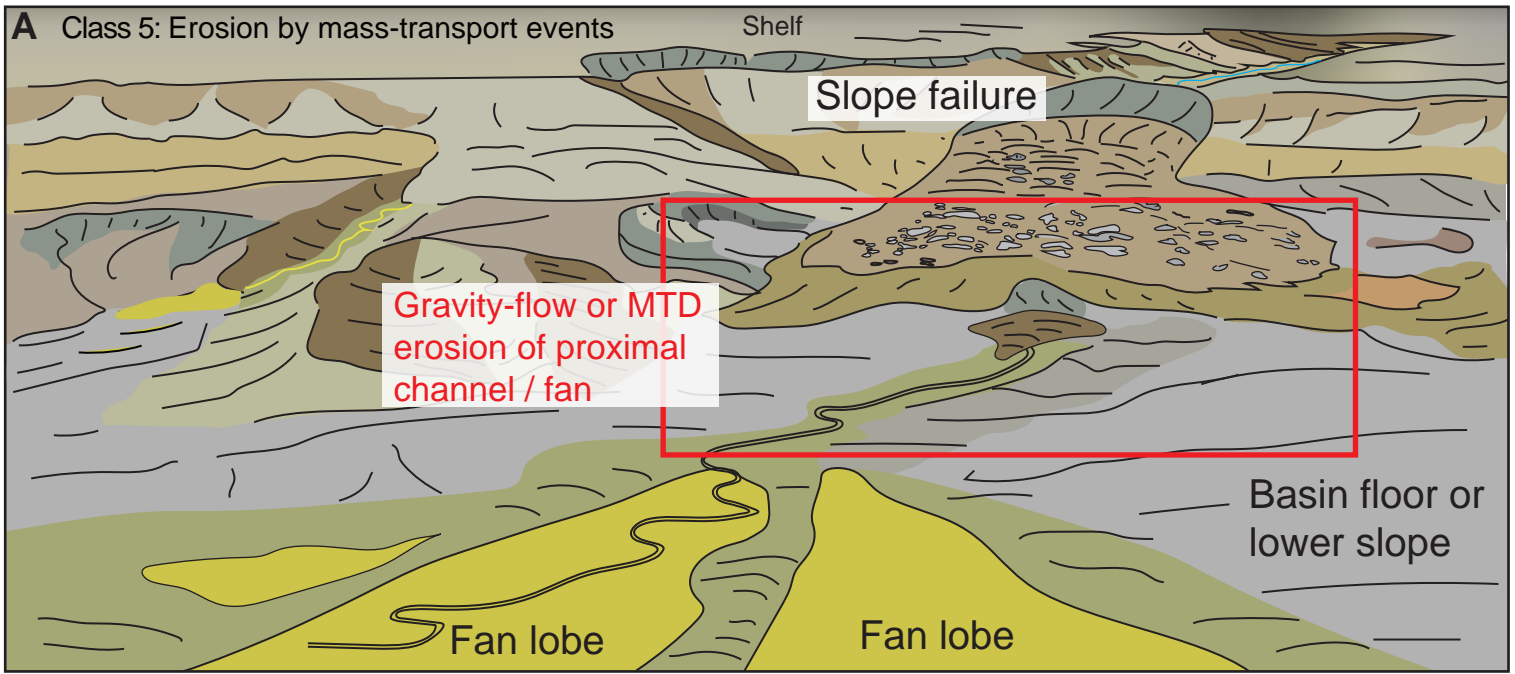 A Class 5: Erosion by mass-transport events
Shelf
Slope failure
Gravity-flow or MTD
erosion of proximal
channel / fan
Basin floor or
lower slope
Fan lobe
Fan lobe